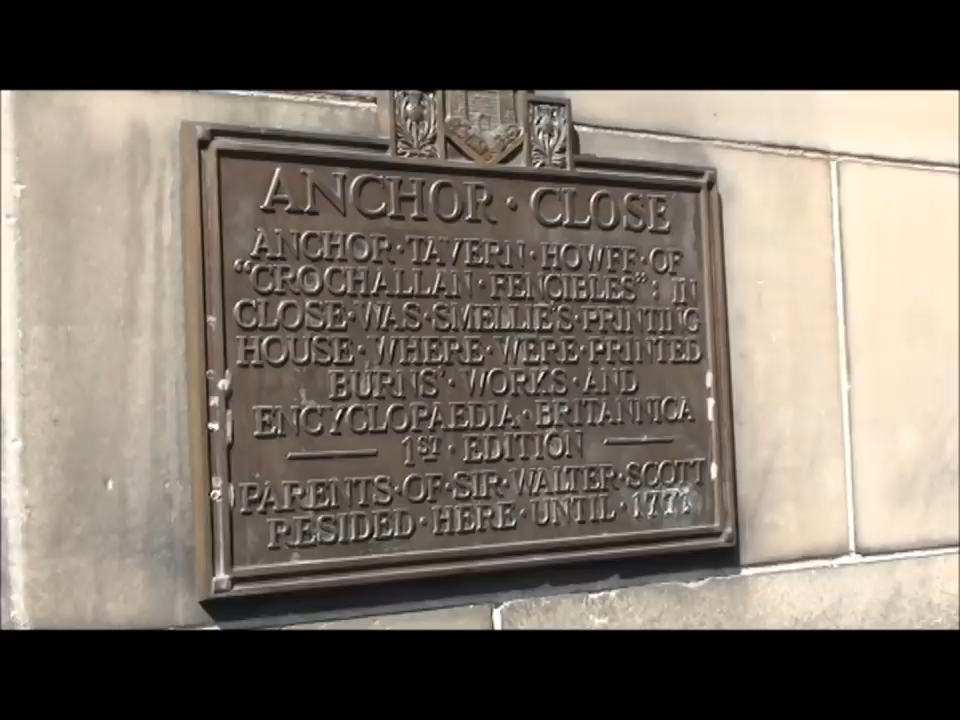 ANCHOR · CLOSE
ANCHOR · TAVERN · HOWFF · OF
“CROCHALLAN · FENCIBLES” : IN
CLOSE · WAS · SMELLIE'S · PRINTING
HOUSE · WHERE · WERE · PRINTED
BURNS' · WORKS · AND
ENCYCLOPAEDIA · BRITANNICA
1ST · EDITION
PARENTS · OF · SIR · WALTER · SCOTT
RESIDED · HERE · UNTIL ·